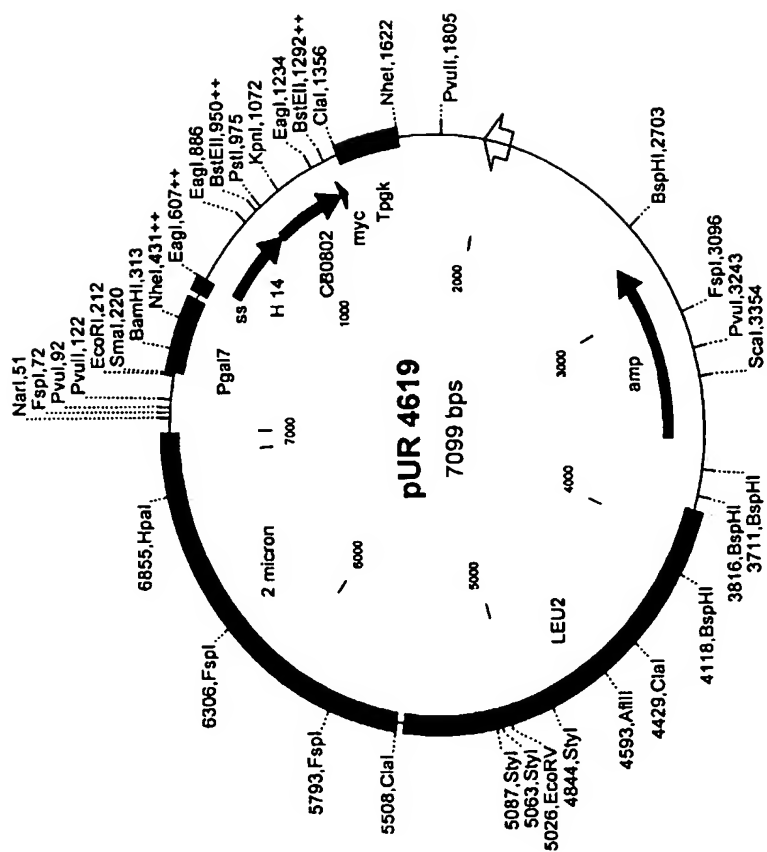 NarI,51
FspI,72
PvuI,92
PvuII,122
EcoRI,212
SmaI,220
BamHI,313
NheI,431++
EagI,607++
EagI,886
BstEII,950++
PstI,975
KpnI,1072
EagI,1234
BstEII,1292++
ClaI,1356
NheI,1622
PvuII,1805
BspHI,2703
FspI,3096
PvuI,3243
ScaI,3354
3711,BspHI
3816,BspHI
4118,BspHI
4429,ClaI
4593,AflII
4844,StyI
5026,EcoRV
5063,StyI
5087,StyI
5508,ClaI
5793,FspI
6306,FspI
6855,HpaI
Pgal7
ss
H 14
CB0802
myc
Tpgk
amp
LEU2
2 micron
1000
2000
3000
4000
5000
6000
7000
pUR 4619
7099 bps